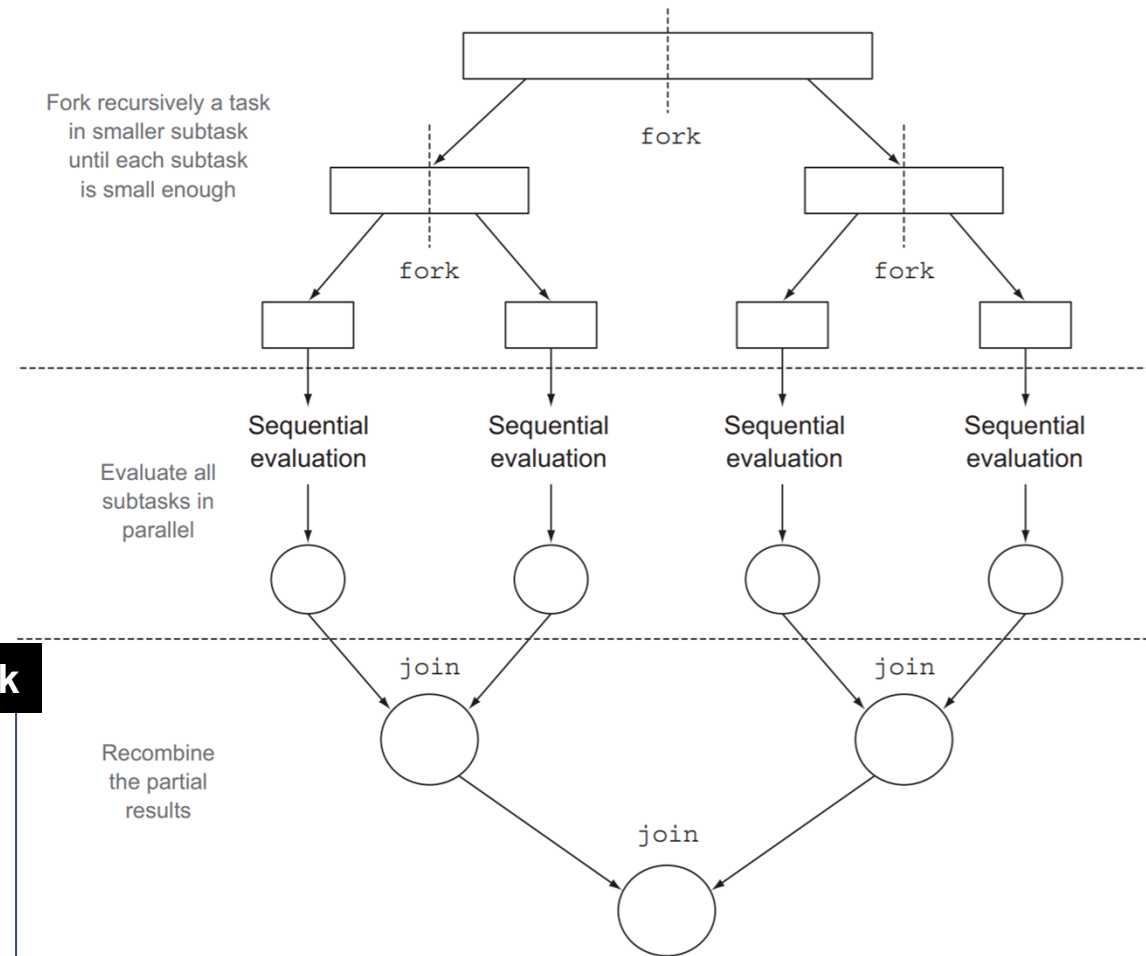 Fork recursively a task
in smaller subtask
until each subtask
is small enough
fork
fork
fork
Sequential
evaluation
Sequential
evaluation
Sequential
evaluation
Sequential
evaluation
Evaluate all
subtasks in
parallel
k
join
join
Recombine
the partial
results
join